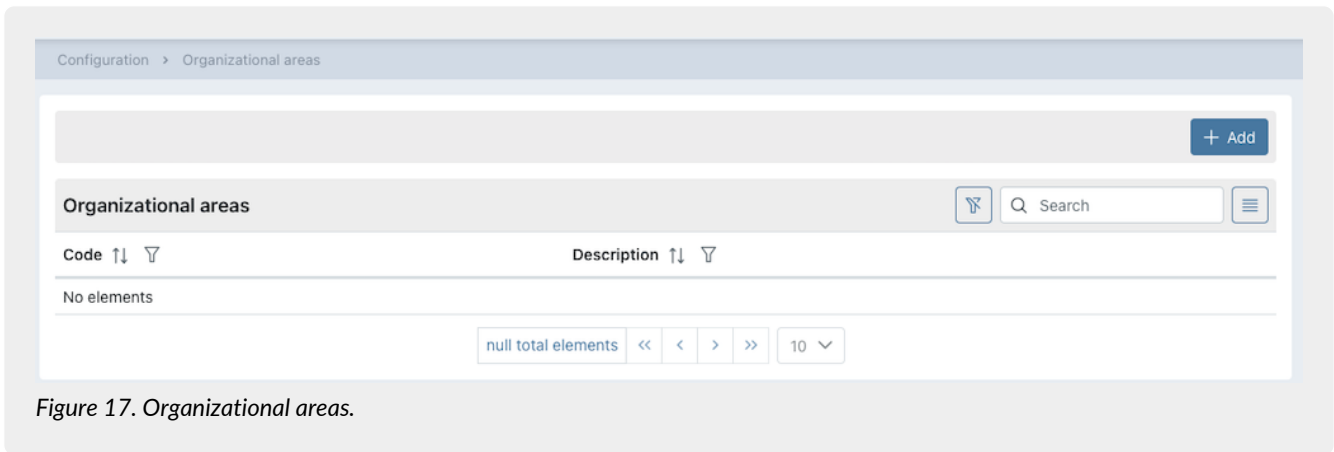 Configuration > Organizational areas
+ Add
Organizational areas
Search
Code Description
No elements
null total elements << < > >> 10
Figure 17. Organizational areas.